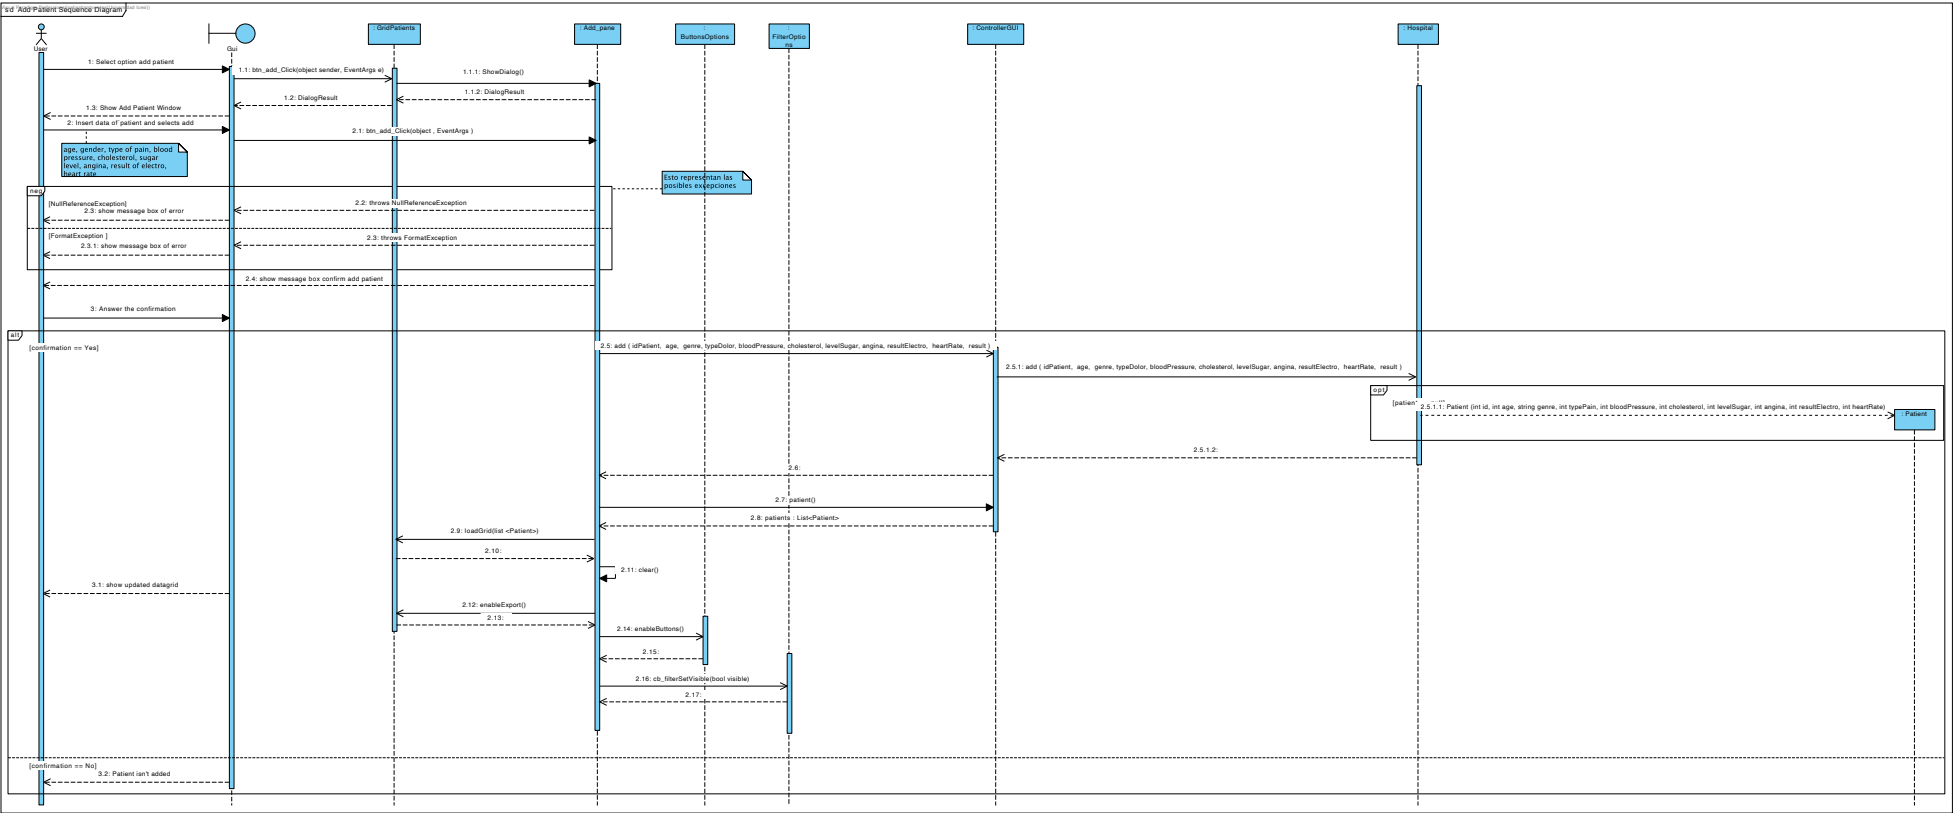 sd Add Patient Sequence Diagram
User
Gui
: GridPatients
: Add_pane
:
ButtonsOptions
:
FilterOptio
ns
: ControllerGUI
: Hospital
1: Select option add patient
1.1: btn_add_Click(object sender, EventArgs e)
1.1.1: ShowDialog()
1.1.2: DialogResult
1.2: DialogResult
1.3: Show Add Patient Window
2: Insert data of patient and selects add
2.1: btn_add_Click(object , EventArgs )
age, gender, type of pain, blood
pressure, cholesterol, sugar
level, angina, result of electro,
heart rate
Esto representan las
posibles excepciones
neg
[NullReferenceException]
2.2: throws NullReferenceException
2.3: show message box of error
[FormatException ]
2.3: throws FormatException
2.3.1: show message box of error
2.4: show message box confirm add patient
3: Answer the confirmation
alt
[confirmation == Yes]
2.5: add ( idPatient, age, genre, typeDolor, bloodPressure, cholesterol, levelSugar, angina, resultElectro, heartRate, result )
2.5.1: add ( idPatient, age, genre, typeDolor, bloodPressure, cholesterol, levelSugar, angina, resultElectro, heartRate, result )
opt
2.5.1.1: Patient (int id, int age, string genre, int typePain, int bloodPressure, int cholesterol, int levelSugar, int angina, int resultElectro, int heartRate)
: Patient
2.5.1.2:
2.6:
2.7: patient()
2.8: patients : List<Patient>
2.9: loadGrid(list <Patient>)
2.10:
2.11: clear()
3.1: show updated datagrid
2.12: enableExport()
2.13:
2.14: enableButtons()
2.15:
2.16: cb_filterSetVisible(bool visible)
2.17:
[confirmation == No]
3.2: Patient isn't added